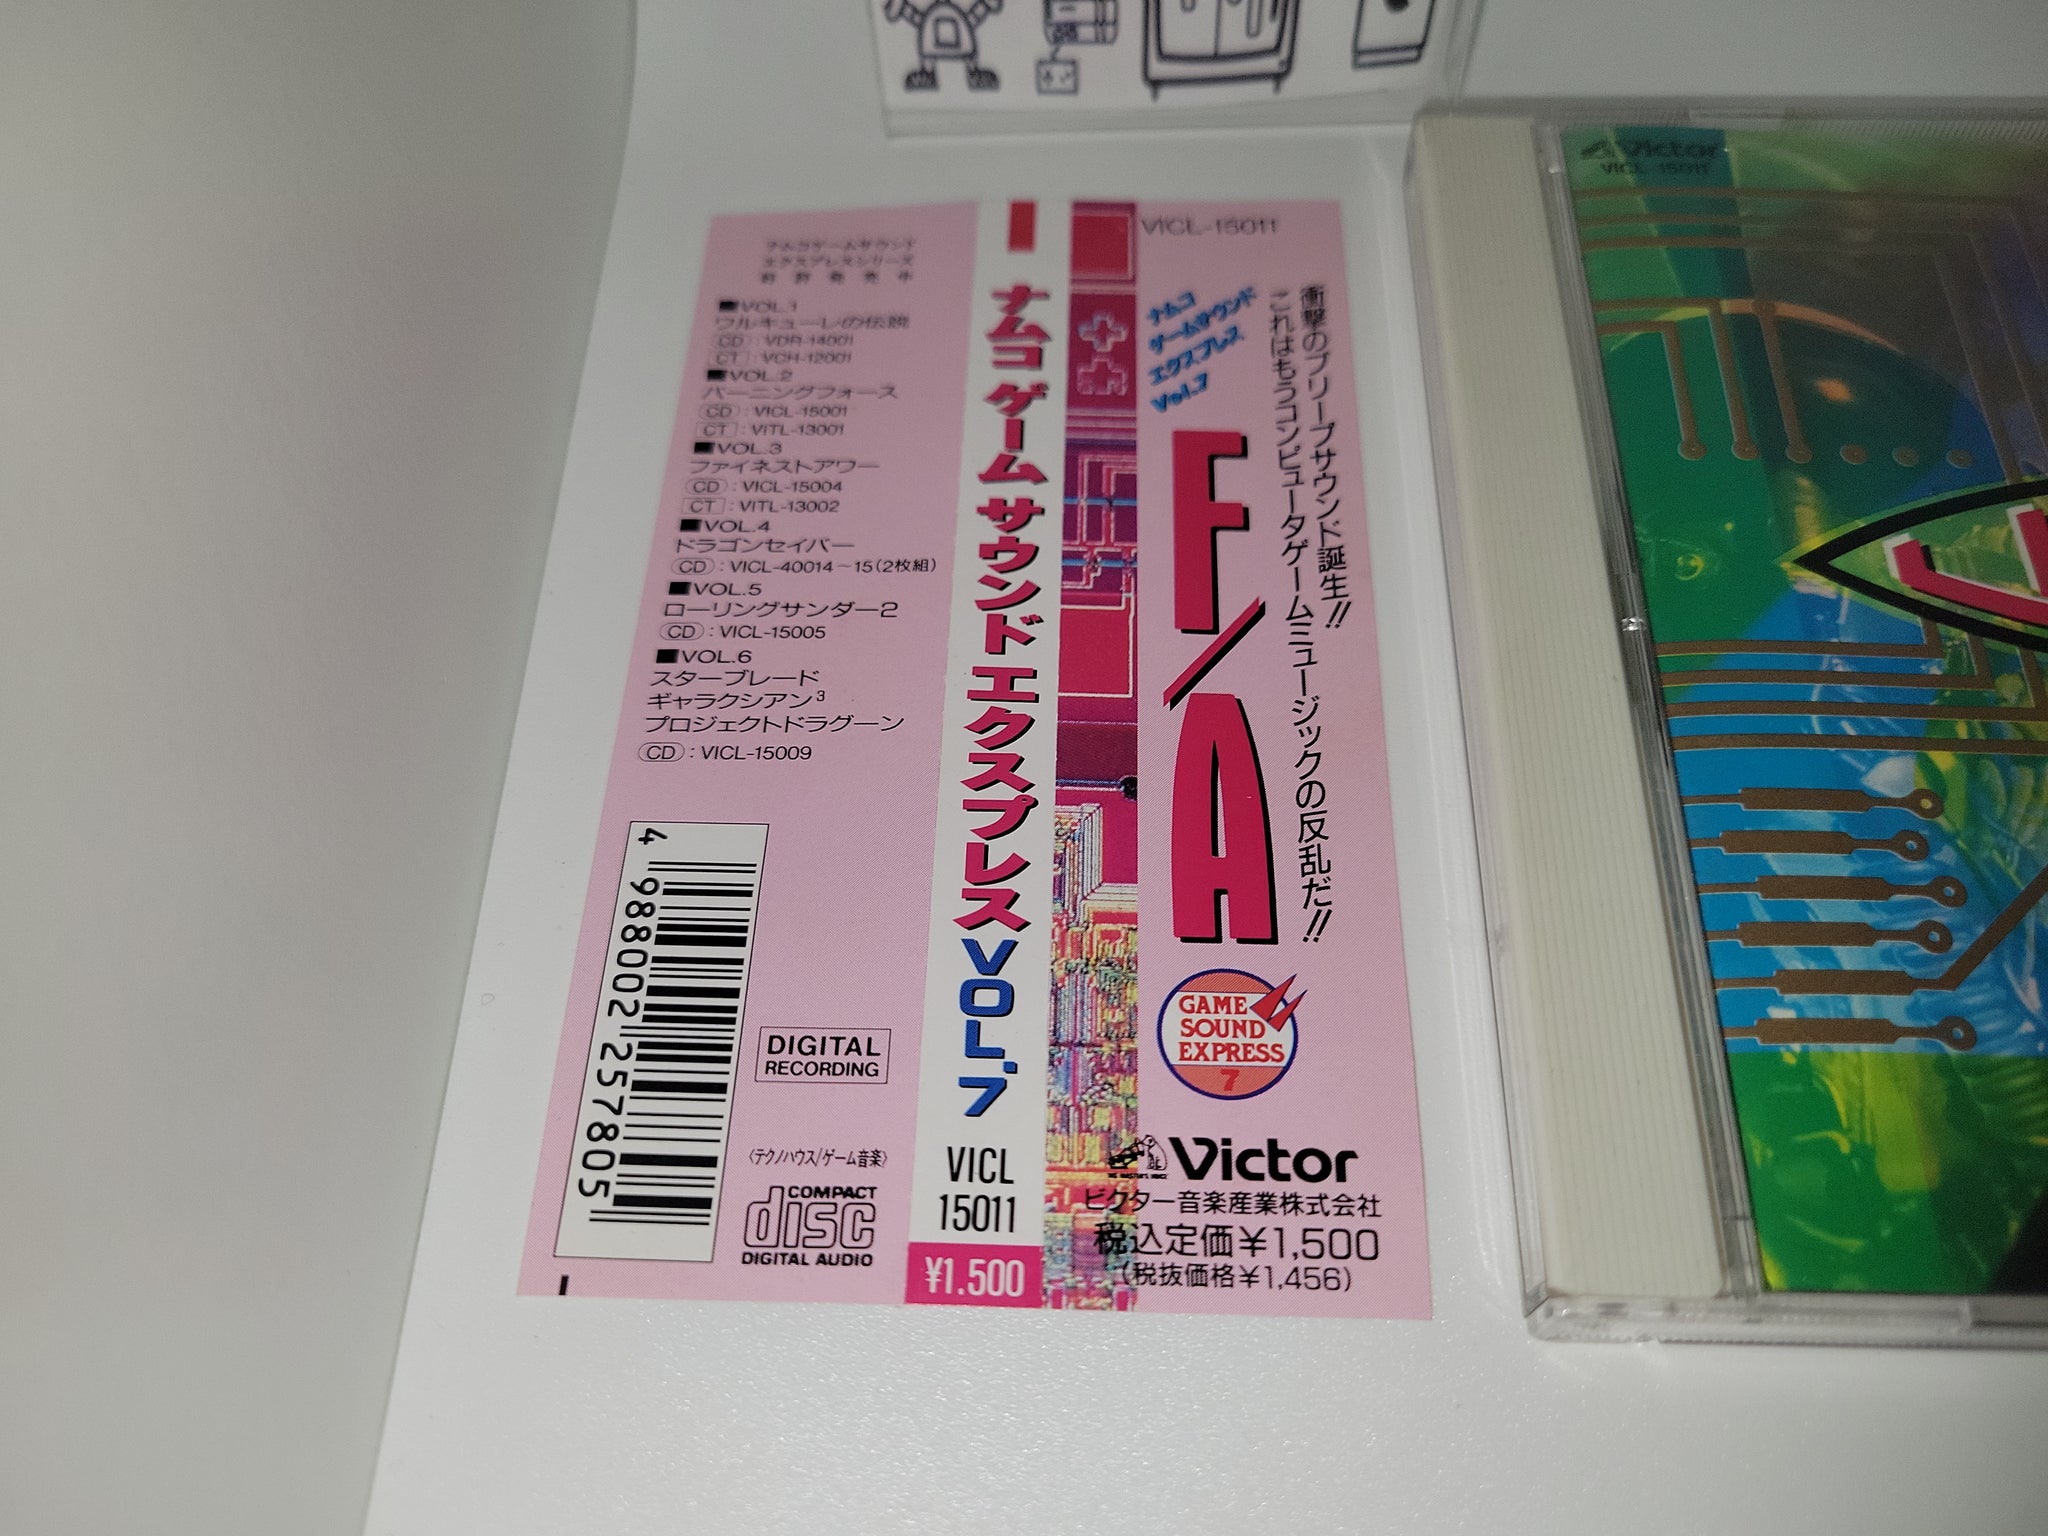 ナムコゲームサウンド
エクスプレスシリーズ
好評発売中
■VOL.1
ワルキューレの伝説
CD : VDR-14001
CT : VCH-12001
■VOL.2
バーニングフォース
CD : VICL-15001
CT : VITL-13001
■VOL.3
ファイネストアワー
CD : VICL-15004
CT : VITL-13002
■VOL.4
ドラゴンセイバー
CD : VICL-40014～15(2枚組)
■VOL.5
ローリングサンダー2
CD : VICL-15005
■VOL.6
スターブレード
ギャラクシアン3
プロジェクトドラグーン
CD : VICL-15009
4 988002 257805
DIGITAL
RECORDING
〈テクノハウス/ゲーム音楽〉
COMPACT
disc
DIGITAL AUDIO
ナムコ ゲーム サウンド エクスプレス VOL.7
VICL
15011
¥1.500
VICL-15011
衝撃のブリープサウンド誕生!!
これはもうコンピュータゲームミュージックの反乱だ!!
ナムコ
ゲームサウンド
エクスプレス
Vol.7
F/A
GAME
SOUND
EXPRESS
7
Victor
ビクター音楽産業株式会社
税込定価¥1,500
(税抜価格¥1,456)
Victor
VICL-15011